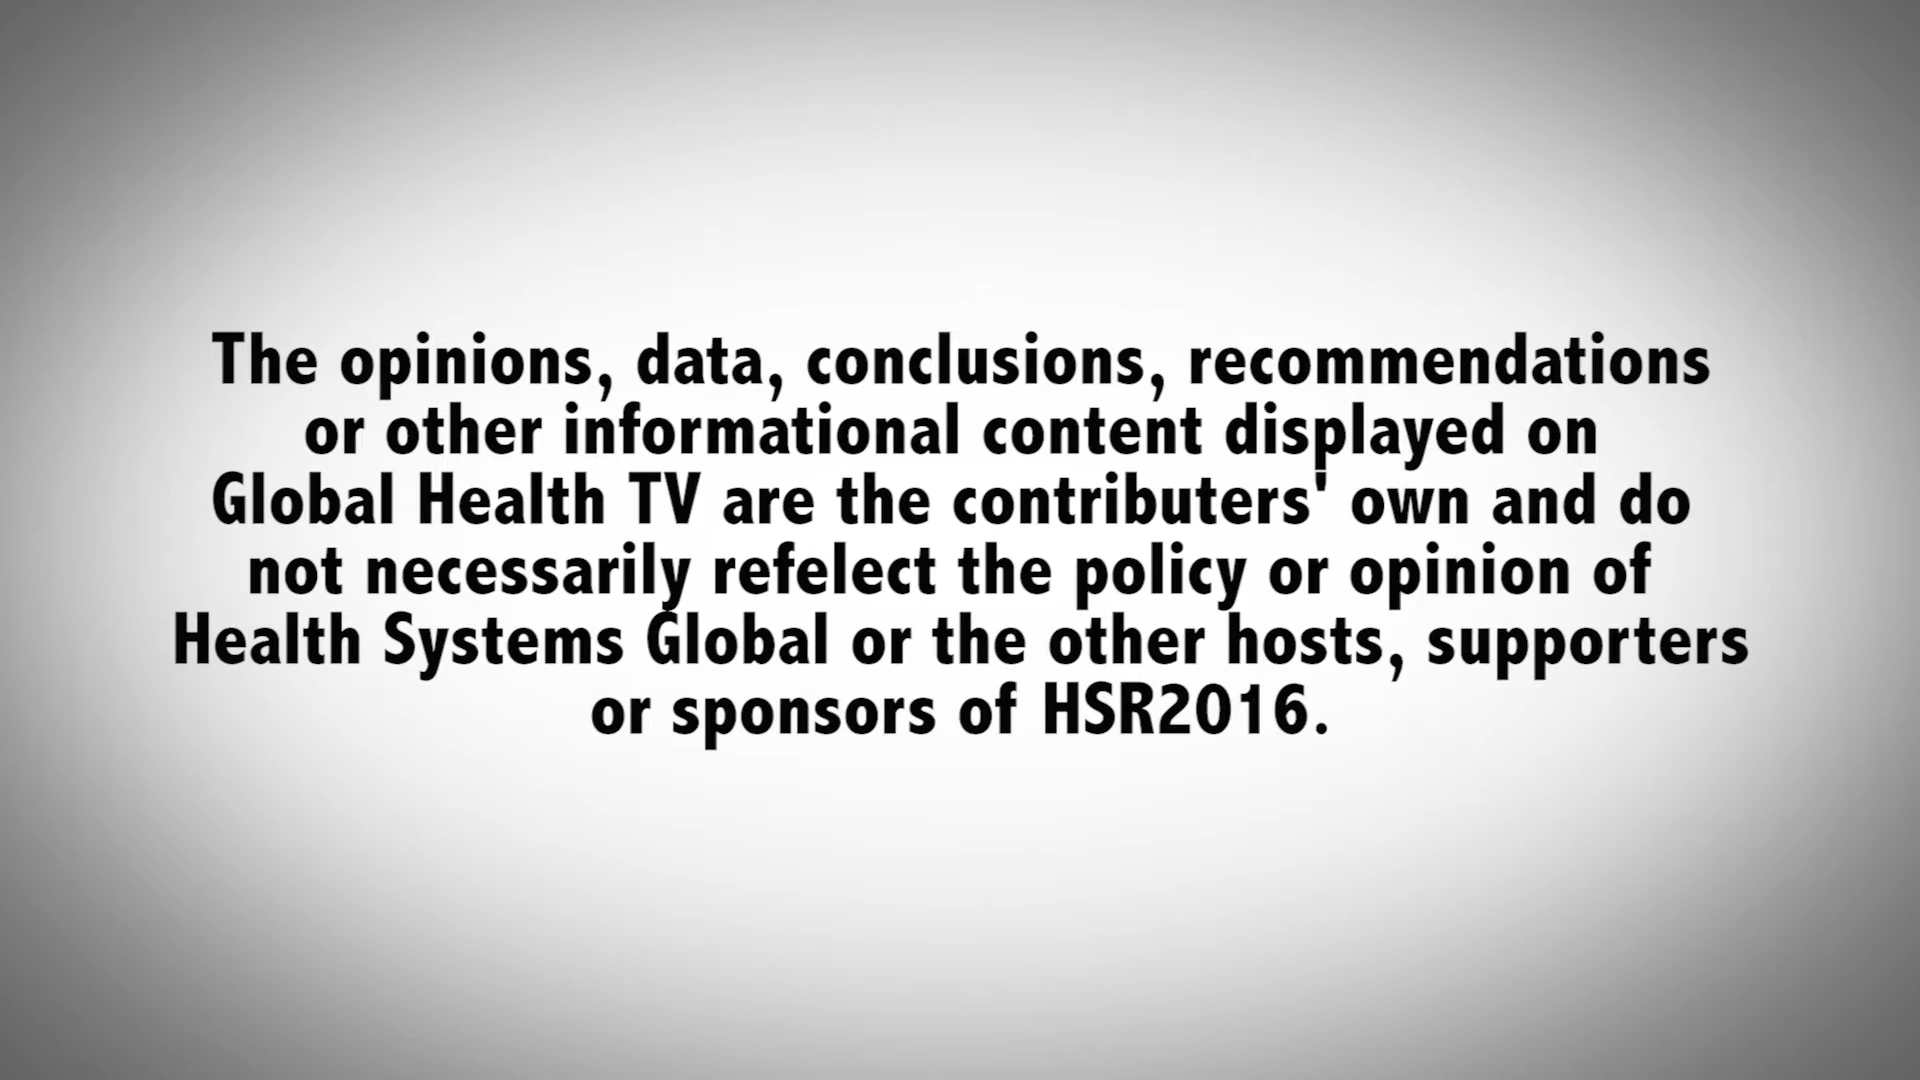 The opinions, data, conclusions, recommendations
or other informational content displayed on
Global Health TV are the contributers' own and do
not necessarily refelect the policy or opinion of
Health Systems Global or the other hosts, supporters
or sponsors of HSR2016.